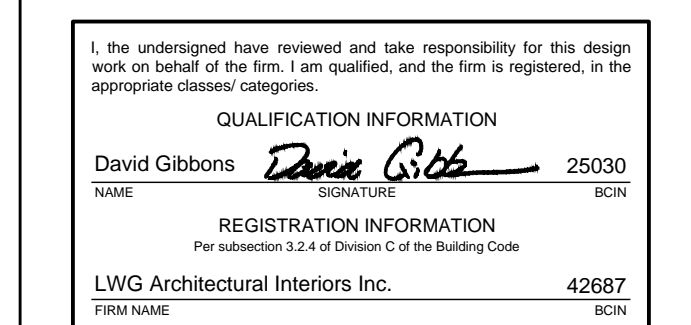 I, the undersigned have reviewed and take responsibility for this design
work on behalf of the firm. I am qualified, and the firm is registered, in the
appropriate classes/ categories.
QUALIFICATION INFORMATION
David Gibbons David Gibb 25030
NAME SIGNATURE BCIN
REGISTRATION INFORMATION
Per subsection 3.2.4 of Division C of the Building Code
LWG Architectural Interiors Inc. 42687
FIRM NAME BCIN